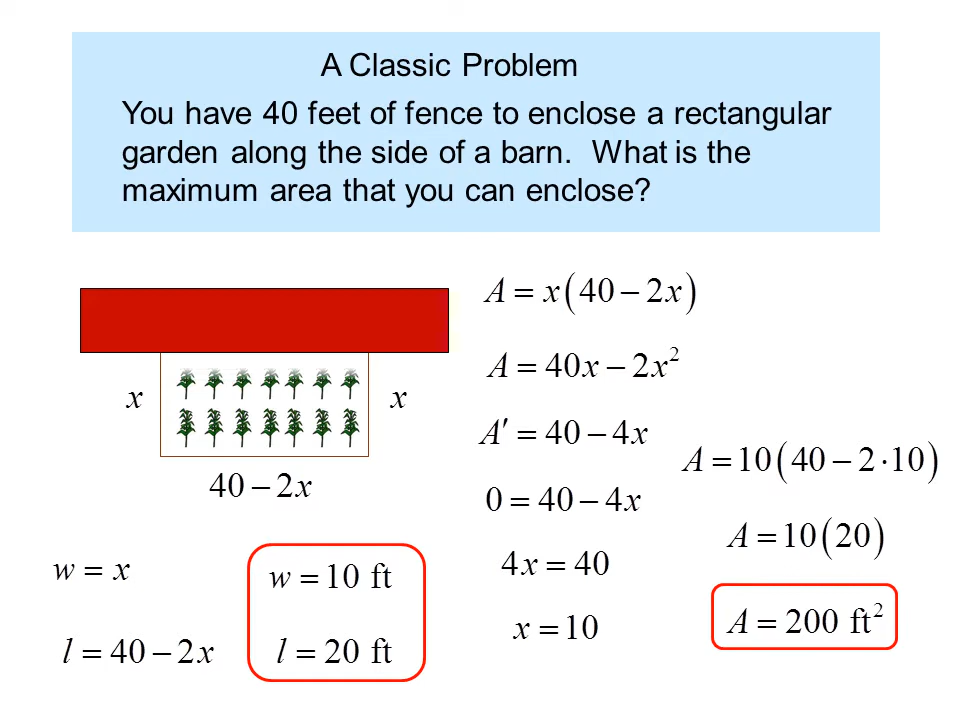 A Classic Problem
You have 40 feet of fence to enclose a rectangular
garden along the side of a barn.  What is the
maximum area that you can enclose?
x
x
40 − 2x
w = x
l = 40 − 2x
w = 10 ft
l = 20 ft
A = x(40 − 2x)
A = 40x − 2x²
A′ = 40 − 4x
0 = 40 − 4x
4x = 40
x = 10
A = 10(40 − 2·10)
A = 10(20)
A = 200 ft²